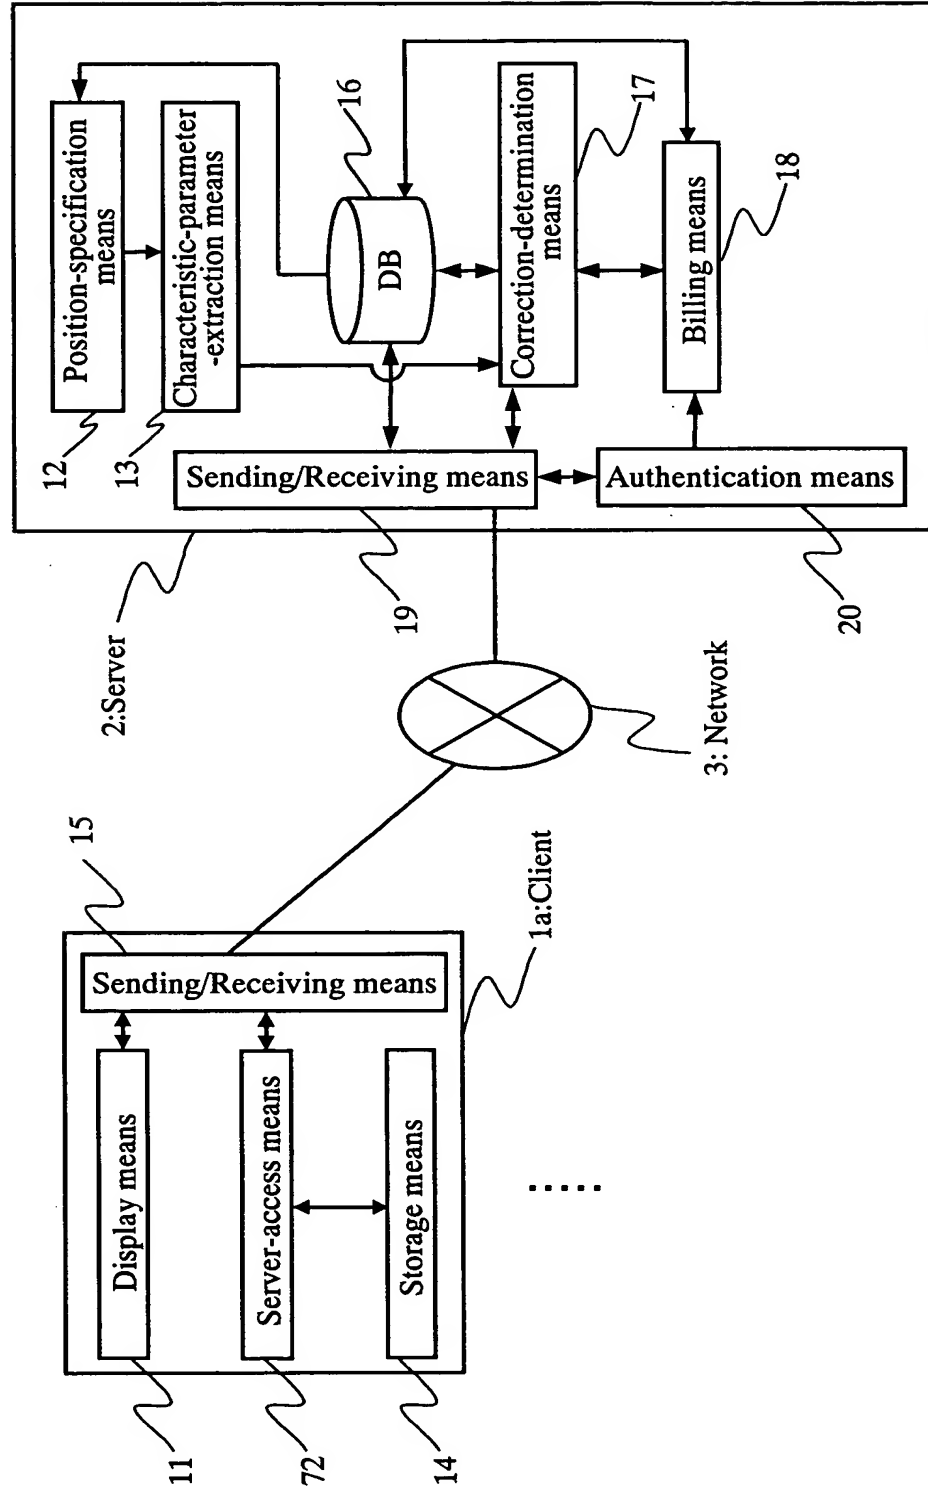 1a:Client
11
Display means
72
Server-access means
14
Storage means
15
Sending/Receiving means
.....
3: Network
2:Server
19
Sending/Receiving means
20
Authentication means
12
Position-specification
means
13
Characteristic-parameter
-extraction means
16
DB
17
Correction-determination
means
18
Billing means